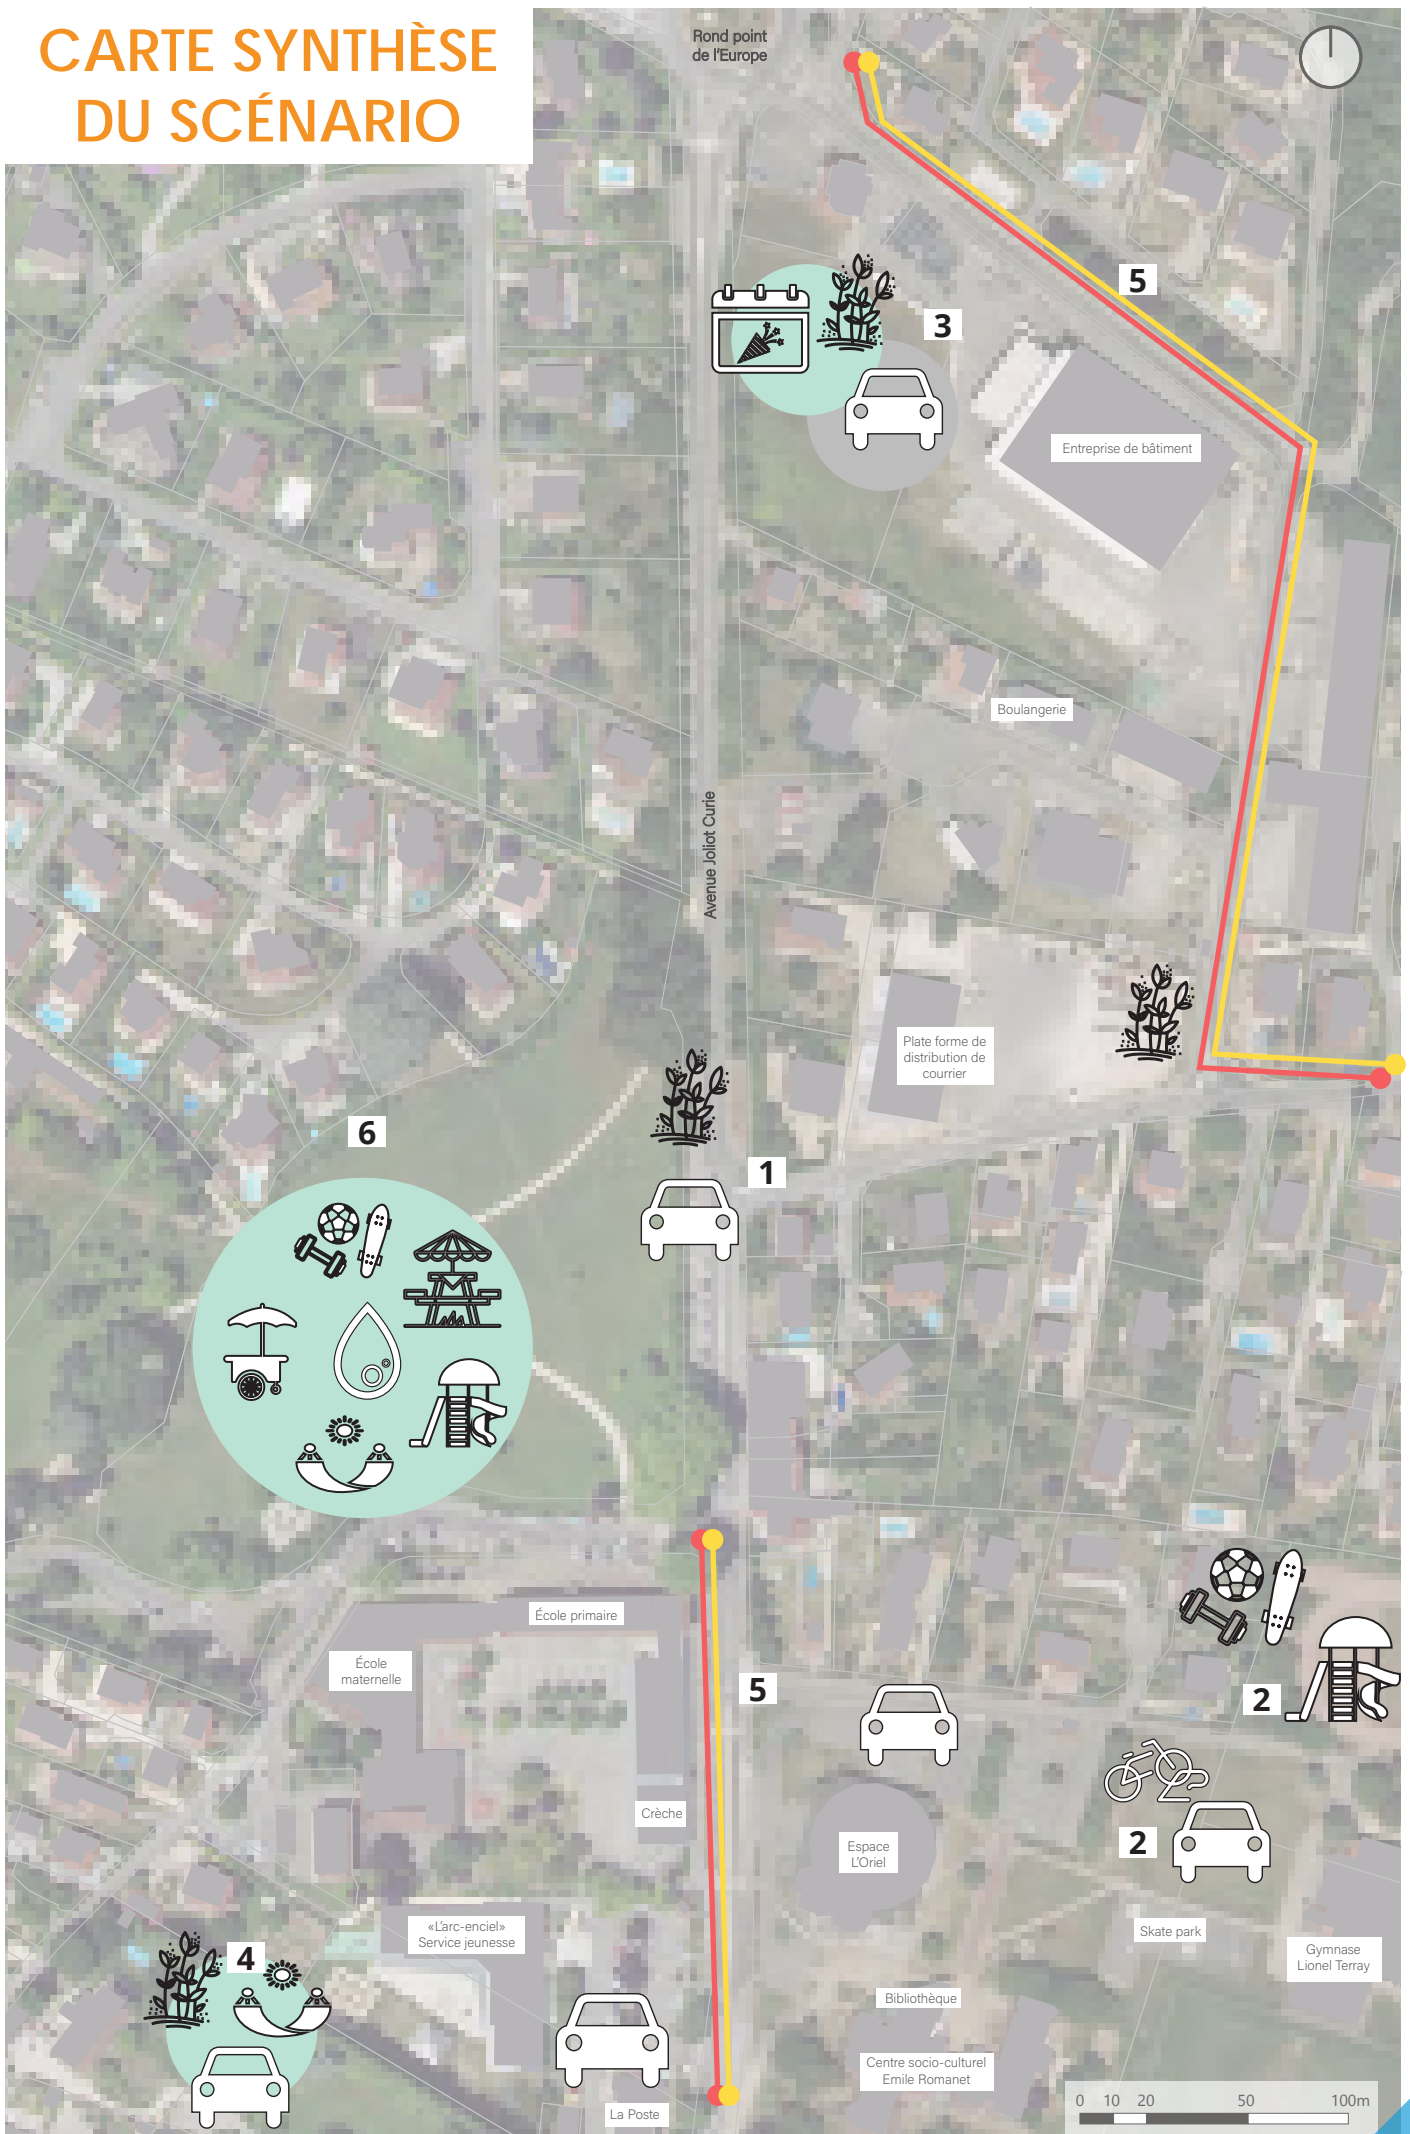 CARTE SYNTHÈSE
DU SCÉNARIO
Rond point
de l'Europe
5
3
Entreprise de bâtiment
Boulangerie
Avenue Joliot Curie
Plate forme de
distribution de
courrier
6
1
École primaire
École
maternelle
5
2
Crèche
2
Espace
L'Oriel
«L'arc-enciel»
Service jeunesse
Skate park
4
Gymnase
Lionel Terray
Bibliothèque
Centre socio-culturel
Emile Romanet
La Poste
0 10 20 50 100m